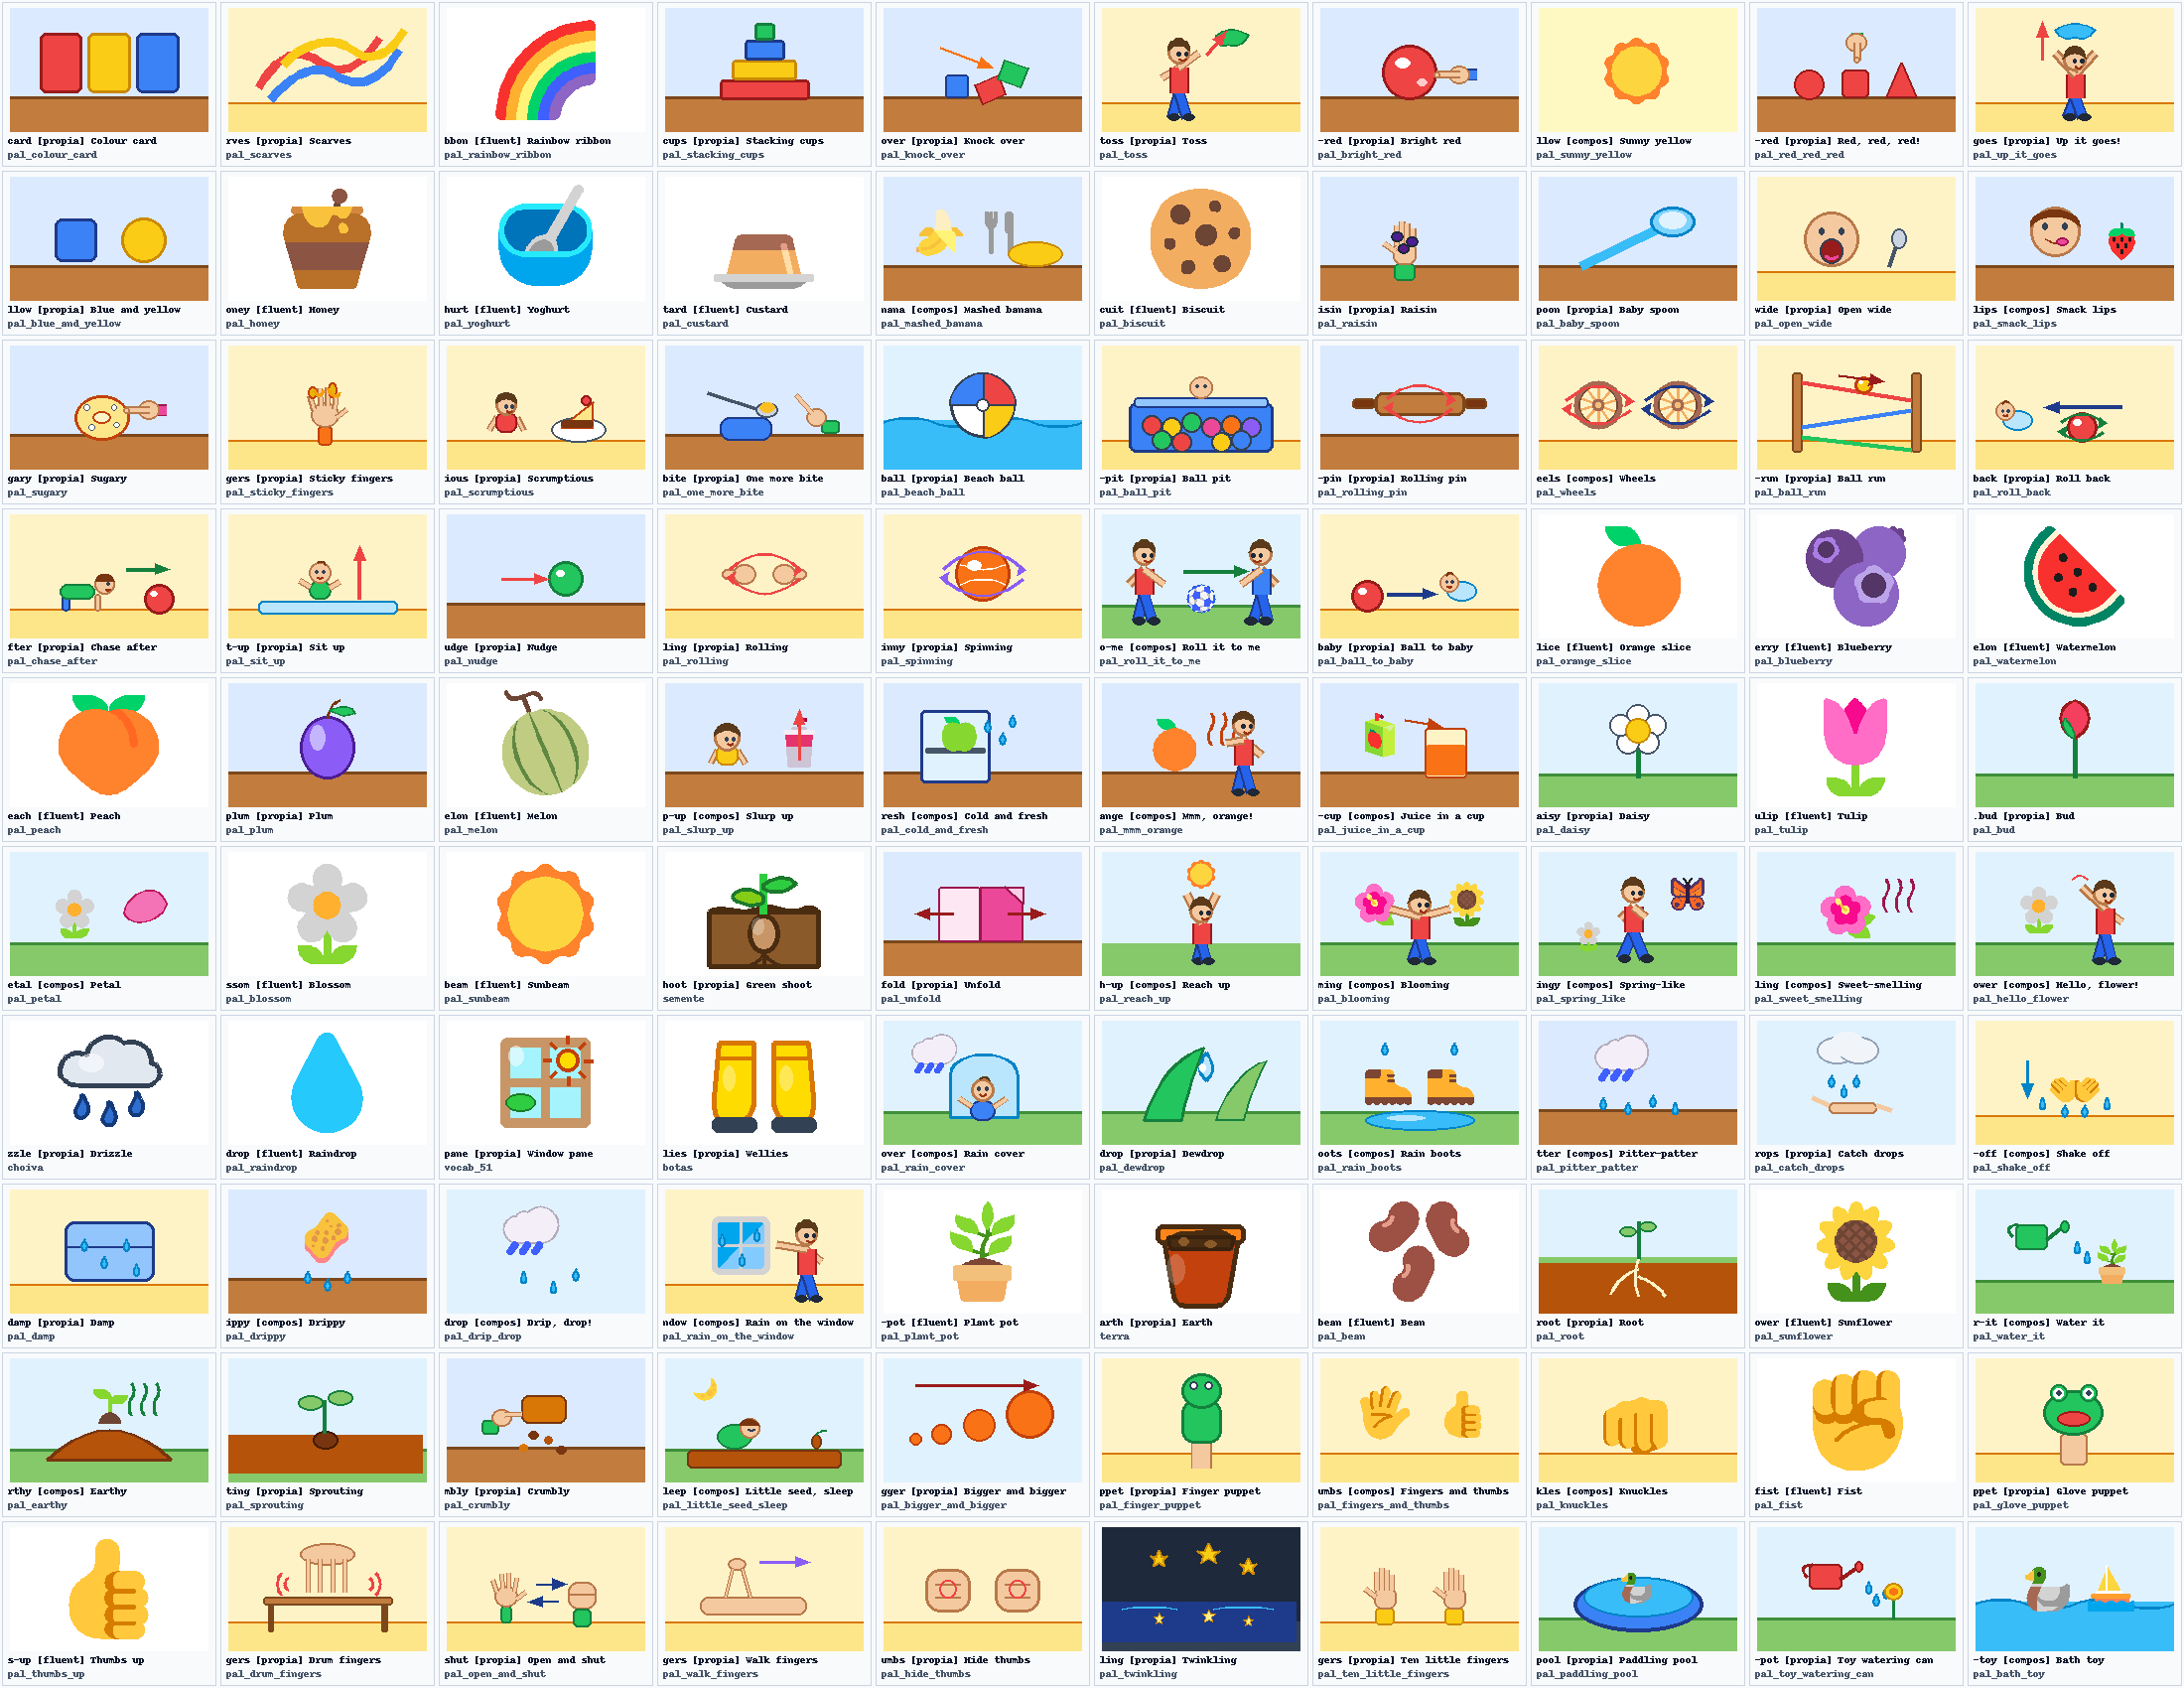 card [propia] Colour card
pal_colour_card
rves [propia] Scarves
pal_scarves
bbon [fluent] Rainbow ribbon
pal_rainbow_ribbon
cups [propia] Stacking cups
pal_stacking_cups
over [propia] Knock over
pal_knock_over
toss [propia] Toss
pal_toss
-red [propia] Bright red
pal_bright_red
llow [compos] Sunny yellow
pal_sunny_yellow
-red [propia] Red, red, red!
pal_red_red_red
goes [propia] Up it goes!
pal_up_it_goes
llow [propia] Blue and yellow
pal_blue_and_yellow
oney [fluent] Honey
pal_honey
hurt [fluent] Yoghurt
pal_yoghurt
tard [fluent] Custard
pal_custard
nana [compos] Mashed banana
pal_mashed_banana
cuit [fluent] Biscuit
pal_biscuit
isin [propia] Raisin
pal_raisin
poon [propia] Baby spoon
pal_baby_spoon
wide [propia] Open wide
pal_open_wide
lips [compos] Smack lips
pal_smack_lips
gary [propia] Sugary
pal_sugary
gers [propia] Sticky fingers
pal_sticky_fingers
ious [propia] Scrumptious
pal_scrumptious
bite [propia] One more bite
pal_one_more_bite
ball [propia] Beach ball
pal_beach_ball
-pit [propia] Ball pit
pal_ball_pit
-pin [propia] Rolling pin
pal_rolling_pin
eels [compos] Wheels
pal_wheels
-run [propia] Ball run
pal_ball_run
back [propia] Roll back
pal_roll_back
fter [propia] Chase after
pal_chase_after
t-up [propia] Sit up
pal_sit_up
udge [propia] Nudge
pal_nudge
ling [propia] Rolling
pal_rolling
inny [propia] Spinning
pal_spinning
o-me [compos] Roll it to me
pal_roll_it_to_me
baby [propia] Ball to baby
pal_ball_to_baby
lice [fluent] Orange slice
pal_orange_slice
erry [fluent] Blueberry
pal_blueberry
elon [fluent] Watermelon
pal_watermelon
each [fluent] Peach
pal_peach
plum [propia] Plum
pal_plum
elon [fluent] Melon
pal_melon
p-up [compos] Slurp up
pal_slurp_up
resh [compos] Cold and fresh
pal_cold_and_fresh
ange [compos] Mmm, orange!
pal_mmm_orange
-cup [compos] Juice in a cup
pal_juice_in_a_cup
aisy [propia] Daisy
pal_daisy
ulip [fluent] Tulip
pal_tulip
.bud [propia] Bud
pal_bud
etal [compos] Petal
pal_petal
ssom [fluent] Blossom
pal_blossom
beam [fluent] Sunbeam
pal_sunbeam
hoot [propia] Green shoot
semente
fold [propia] Unfold
pal_unfold
h-up [compos] Reach up
pal_reach_up
ming [compos] Blooming
pal_blooming
ingy [compos] Spring-like
pal_spring_like
ling [compos] Sweet-smelling
pal_sweet_smelling
ower [compos] Hello, flower!
pal_hello_flower
zzle [propia] Drizzle
choiva
drop [fluent] Raindrop
pal_raindrop
pane [propia] Window pane
vocab_51
lies [propia] Wellies
botas
over [compos] Rain cover
pal_rain_cover
drop [propia] Dewdrop
pal_dewdrop
oots [compos] Rain boots
pal_rain_boots
tter [compos] Pitter-patter
pal_pitter_patter
rops [propia] Catch drops
pal_catch_drops
-off [compos] Shake off
pal_shake_off
damp [propia] Damp
pal_damp
ippy [compos] Drippy
pal_drippy
drop [compos] Drip, drop!
pal_drip_drop
ndow [compos] Rain on the window
pal_rain_on_the_window
-pot [fluent] Plant pot
pal_plant_pot
arth [propia] Earth
terra
bean [fluent] Bean
pal_bean
root [propia] Root
pal_root
ower [fluent] Sunflower
pal_sunflower
r-it [compos] Water it
pal_water_it
rthy [compos] Earthy
pal_earthy
ting [propia] Sprouting
pal_sprouting
mbly [propia] Crumbly
pal_crumbly
leep [compos] Little seed, sleep
pal_little_seed_sleep
gger [propia] Bigger and bigger
pal_bigger_and_bigger
ppet [propia] Finger puppet
pal_finger_puppet
umbs [compos] Fingers and thumbs
pal_fingers_and_thumbs
kles [compos] Knuckles
pal_knuckles
fist [fluent] Fist
pal_fist
ppet [propia] Glove puppet
pal_glove_puppet
s-up [fluent] Thumbs up
pal_thumbs_up
gers [propia] Drum fingers
pal_drum_fingers
shut [propia] Open and shut
pal_open_and_shut
gers [propia] Walk fingers
pal_walk_fingers
umbs [propia] Hide thumbs
pal_hide_thumbs
ling [propia] Twinkling
pal_twinkling
gers [propia] Ten little fingers
pal_ten_little_fingers
pool [propia] Paddling pool
pal_paddling_pool
-pot [propia] Toy watering can
pal_toy_watering_can
-toy [compos] Bath toy
pal_bath_toy